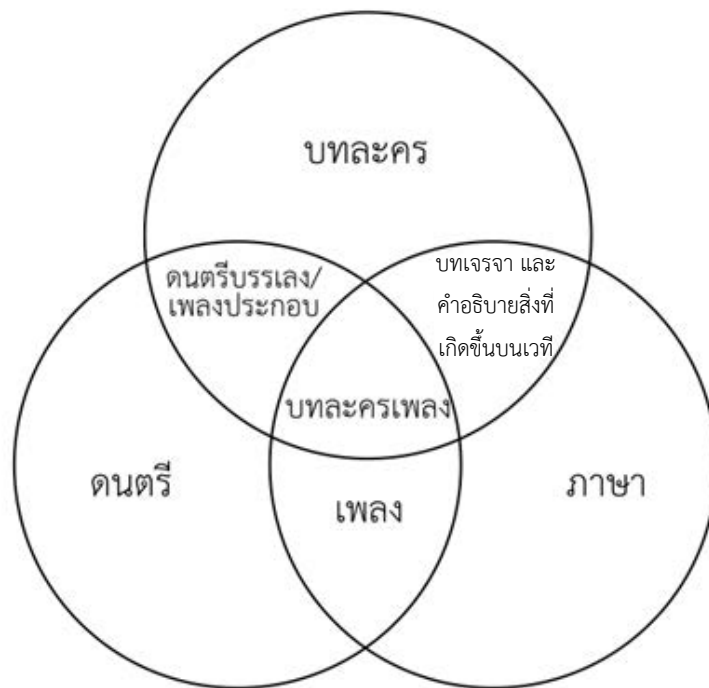 บทละคร
ดนตรีบรรเลง/
เพลงประกอบ
บทเจรจา และ
คำอธิบายสิ่งที่
เกิดขึ้นบนเวที
บทละครเพลง
ดนตรี
เพลง
ภาษา